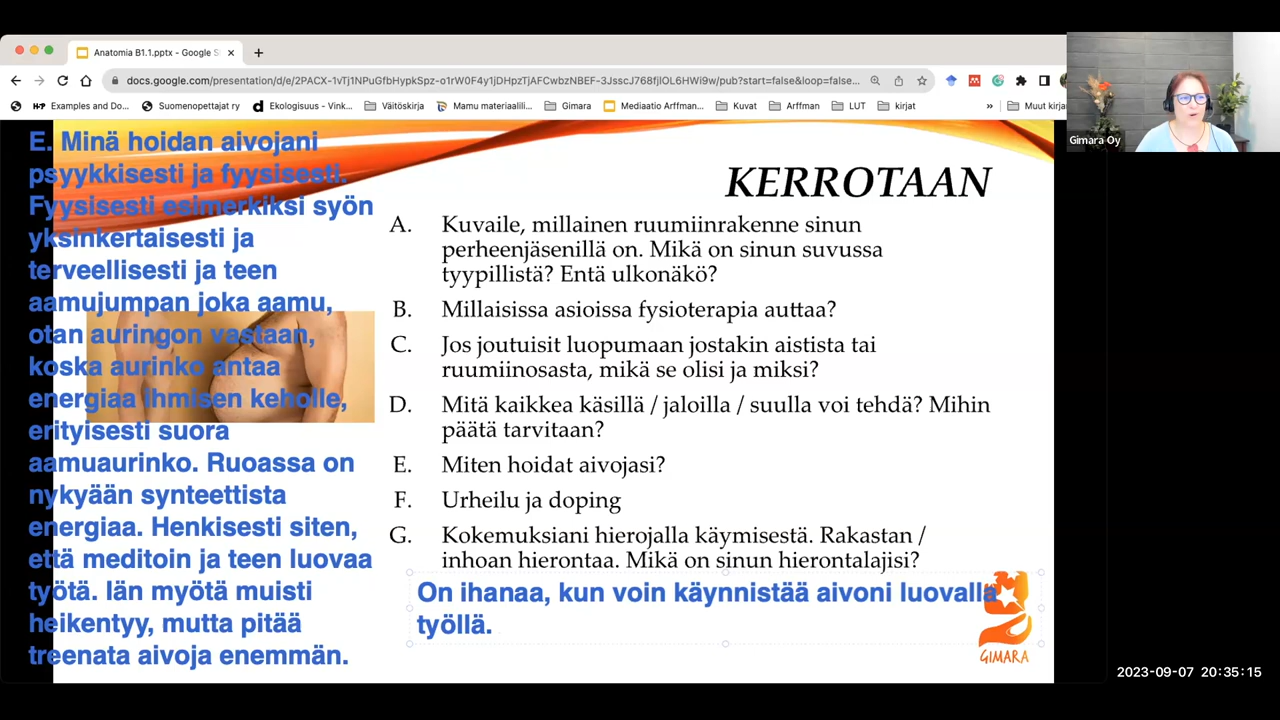 Anatomia B1.1.pptx - Google S
docs.google.com/presentation/d/e/2PACX-1vTj1NPuGfbHypkSpz-o1rW0F4y1jDHpzTjAFCwbzNBEF-3JsscJ768fjlOL6HWi9w/pub?start=false&loop=false...
Examples and Do... Suomenopettajat ry Ekologisuus - Vink... Väitöskirja Mamu materiaalili... Gimara Mediaatio Arffman... Kuvat Arffman LUT kirjat » Muut kirja
Gimara Oy
E. Minä hoidan aivojani
psyykkisesti ja fyysisesti.
Fyysisesti esimerkiksi syön
yksinkertaisesti ja
terveellisesti ja teen
aamujumpan joka aamu,
otan auringon vastaan,
koska aurinko antaa
energiaa ihmisen keholle,
erityisesti suora
aamuaurinko. Ruoassa on
nykyään synteettista
energiaa. Henkisesti siten,
että meditoin ja teen luovaa
työtä. Iän myötä muisti
heikentyy, mutta pitää
treenata aivoja enemmän.
KERROTAAN
A. Kuvaile, millainen ruumiinrakenne sinun
perheenjäsenillä on. Mikä on sinun suvussa
tyypillistä? Entä ulkonäkö?
B. Millaisissa asioissa fysioterapia auttaa?
C. Jos joutuisit luopumaan jostakin aistista tai
ruumiinosasta, mikä se olisi ja miksi?
D. Mitä kaikkea käsillä / jaloilla / suulla voi tehdä? Mihin
päätä tarvitaan?
E. Miten hoidat aivojasi?
F. Urheilu ja doping
G. Kokemuksiani hierojalla käymisestä. Rakastan /
inhoan hierontaa. Mikä on sinun hierontalajisi?
On ihanaa, kun voin käynnistää aivoni luovalla
työllä.
GIMARA
2023-09-07 20:35:15